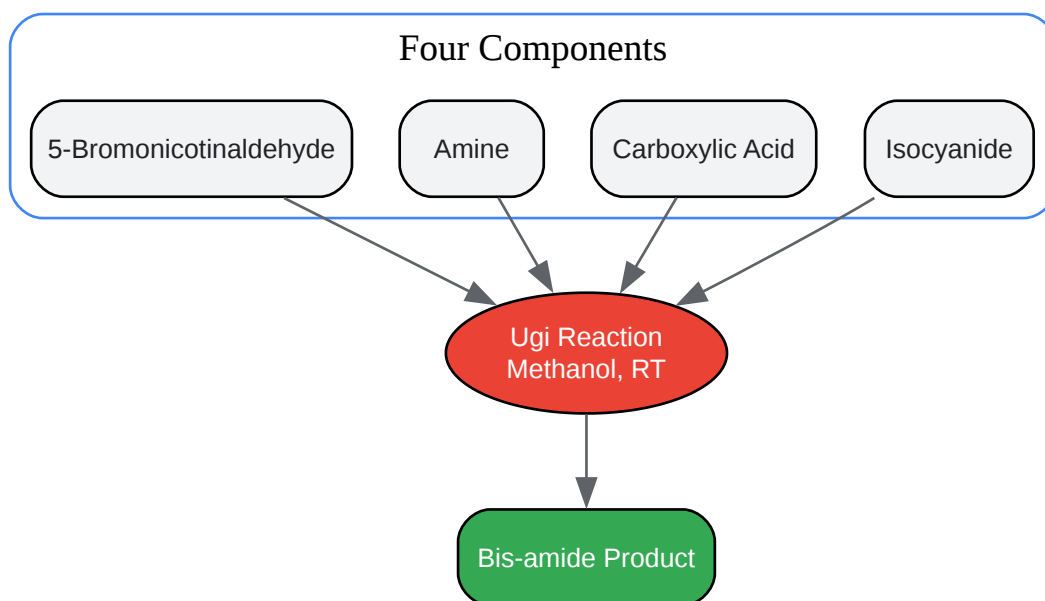 Four Components
5-Bromonicotinaldehyde
Amine
Carboxylic Acid
Isocyanide
Ugi Reaction
Methanol, RT
Bis-amide Product